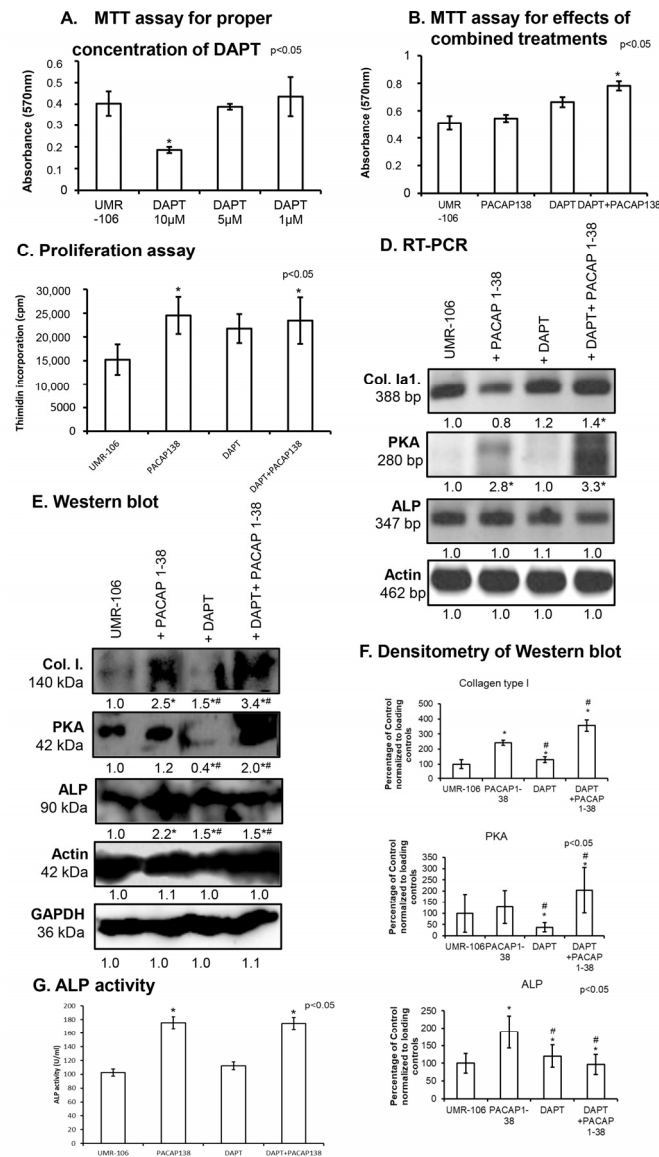 A. MTT assay for proper
concentration of DAPT
p<0.05
Absorbance (570nm)
0.6
0.5
0.4
0.3
0.2
0.1
0
*
UMR
-106
DAPT
10µM
DAPT
5µM
DAPT
1µM
B. MTT assay for effects of
combined treatments
p<0.05
Absorbance (570nm)
1
0.8
0.6
0.4
0.2
0
*
UMR
-106
PACAP138
DAPT
DAPT+PACAP138
C. Proliferation assay
p<0.05
Thimidin incorporation (cpm)
30,000
25,000
20,000
15,000
10,000
5000
0
*
*
UMR-106
PACAP138
DAPT
DAPT+PACAP138
D. RT-PCR
UMR-106
+ PACAP 1-38
+ DAPT
+ DAPT+ PACAP 1-38
Col. Ia1.
388 bp
1.0 0.8 1.2 1.4*
PKA
280 bp
1.0 2.8* 1.0 3.3*
ALP
347 bp
1.0 1.0 1.1 1.0
Actin
462 bp
1.0 1.0 1.0 1.0
E. Western blot
UMR-106
+ PACAP 1-38
+ DAPT
+ DAPT+ PACAP 1-38
Col. I.
140 kDa
1.0 2.5* 1.5*# 3.4*#
PKA
42 kDa
1.0 1.2 0.4*# 2.0*#
ALP
90 kDa
1.0 2.2* 1.5*# 1.5*#
Actin
42 kDa
1.0 1.1 1.0 1.0
GAPDH
36 kDa
1.0 1.0 1.0 1.1
F. Densitometry of Western blot
Collagen type I
Percentage of Control
normalized to loading
controls
500
400
300
200
100
0
*
#
*
#
*
UMR-106
PACAP1-
38
DAPT
DAPT
+PACAP
1-38
PKA
p<0.05
Percentage of Control
normalized to loading
controls
350
300
250
200
150
100
50
0
#
*
#
*
UMR-106
PACAP1-
38
DAPT
DAPT
+PACAP
1-38
ALP
p<0.05
Percentage of Control
normalized to loading
controls
250
200
150
100
50
0
*
#
*
#
*
UMR-106
PACAP1-
38
DAPT
DAPT
+PACAP
1-38
G. ALP activity
p<0.05
ALP activity (U/ml)
200
180
160
140
120
100
80
60
40
20
0
*
*
UMR-106
PACAP138
DAPT
DAPT+PACAP138